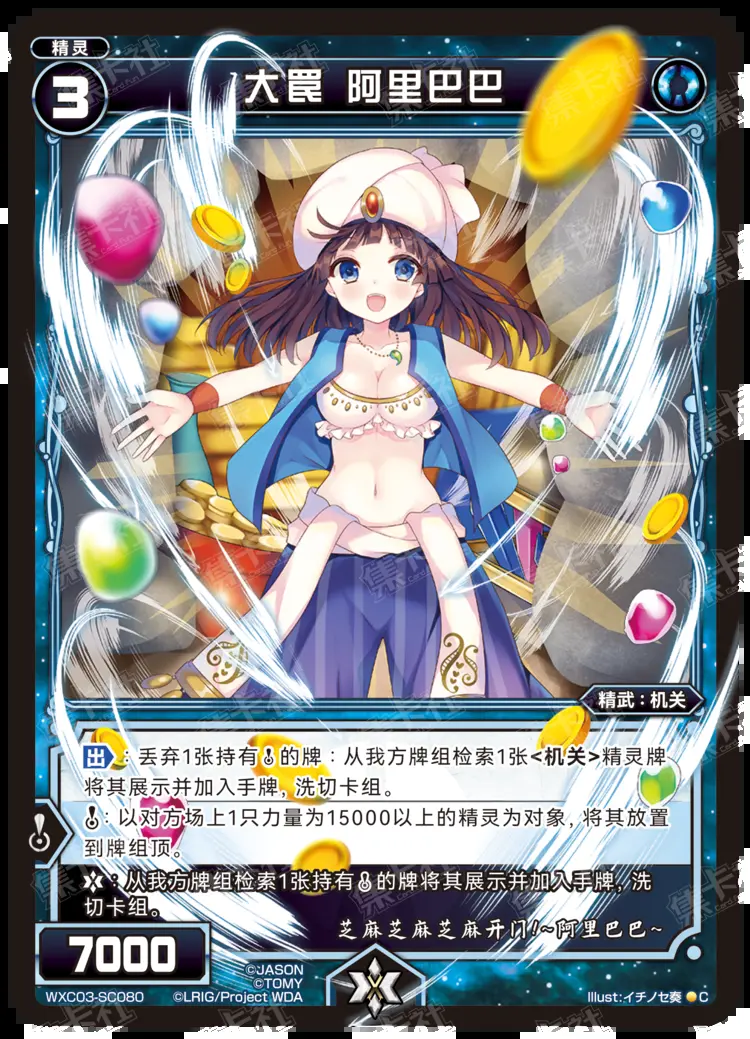 精灵
3
大罠 阿里巴巴
精武：机关
出：丢弃1张持有的牌：从我方牌组检索1张<机关>精灵牌
将其展示并加入手牌，洗切卡组。
：以对方场上1只力量为15000以上的精灵为对象，将其放置
到牌组顶。
：从我方牌组检索1张持有的牌将其展示并加入手牌，洗
切卡组。
芝麻芝麻芝麻开门!~阿里巴巴~
7000
©JASON
©TOMY
WXC03-SC080 ©LRIG/Project WDA
Illust:イチノセ奏 C
集卡社